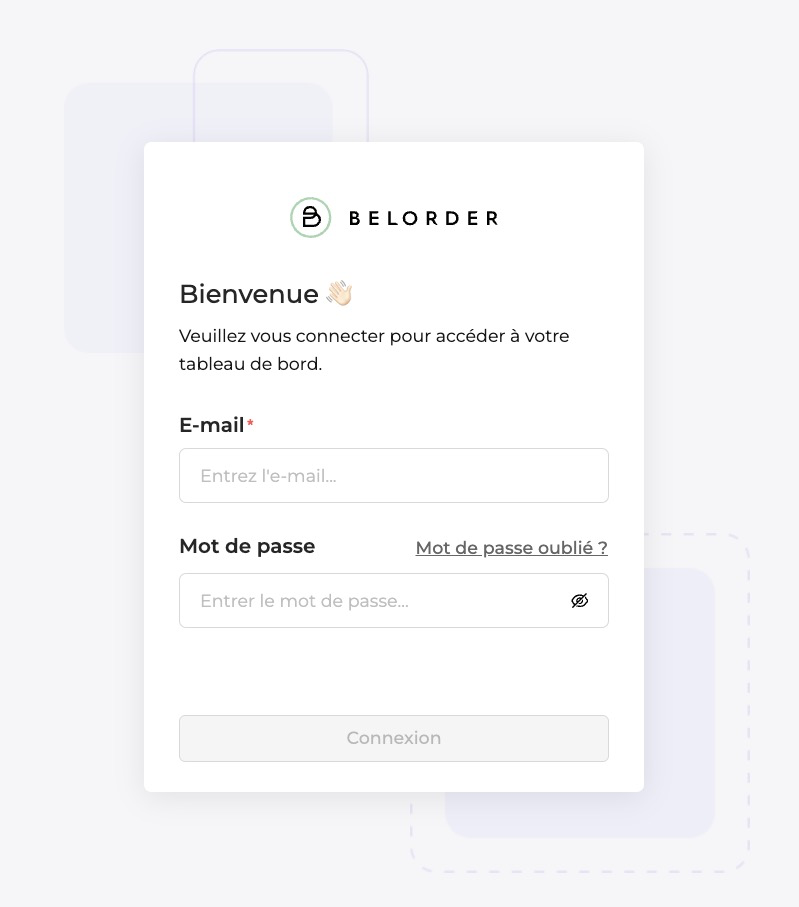 BELORDER
Bienvenue 👋🏻
Veuillez vous connecter pour accéder à votre
tableau de bord.
E-mail*
Entrez l'e-mail...
Mot de passe
Mot de passe oublié ?
Entrer le mot de passe...
Connexion